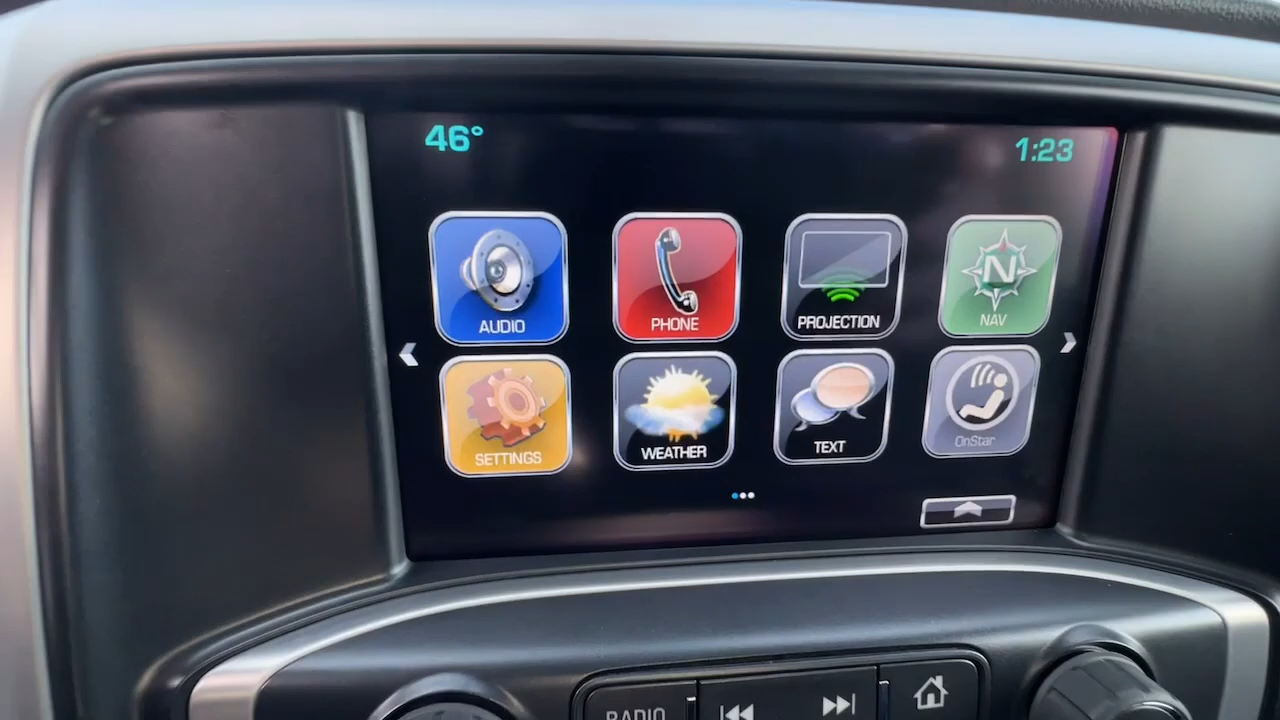 46° 1:23
AUDIO PHONE PROJECTION N NAV
SETTINGS WEATHER TEXT OnStar
RADIO